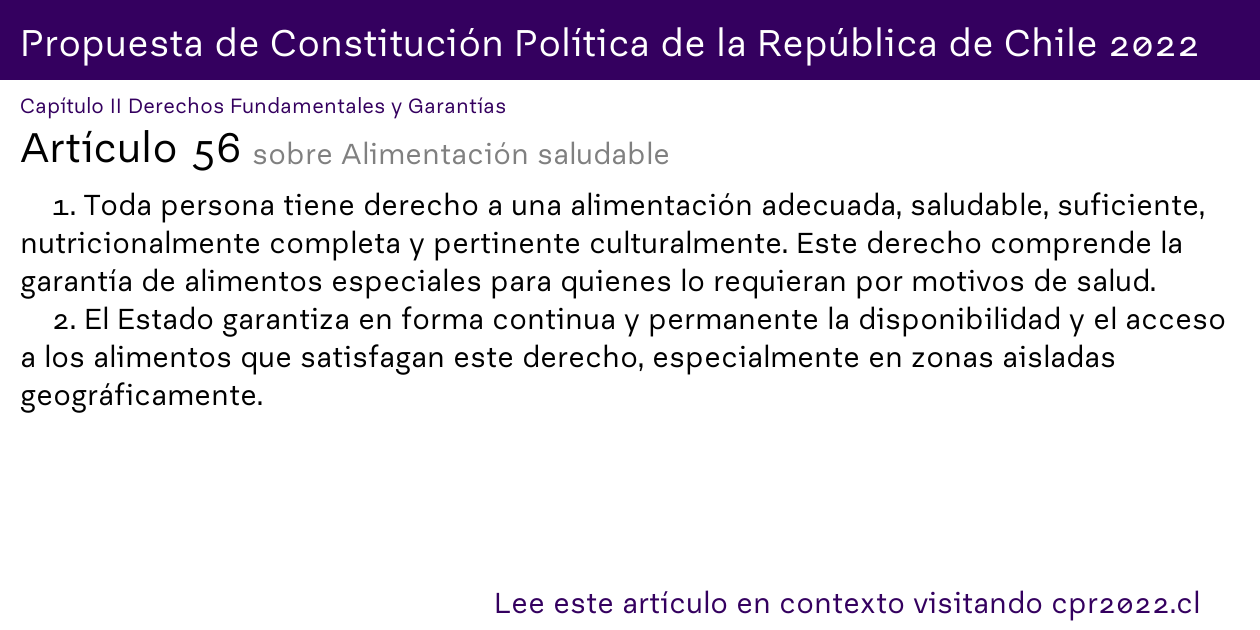 Propuesta de Constitución Política de la República de Chile 2022
Capítulo II Derechos Fundamentales y Garantías
Artículo 56 sobre Alimentación saludable
1. Toda persona tiene derecho a una alimentación adecuada, saludable, suficiente,
nutricionalmente completa y pertinente culturalmente. Este derecho comprende la
garantía de alimentos especiales para quienes lo requieran por motivos de salud.
2. El Estado garantiza en forma continua y permanente la disponibilidad y el acceso
a los alimentos que satisfagan este derecho, especialmente en zonas aisladas
geográficamente.
Lee este artículo en contexto visitando cpr2022.cl